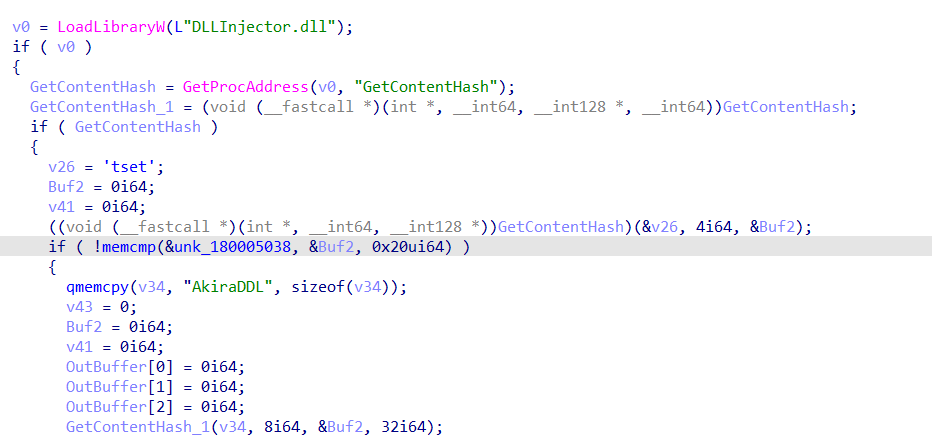 v0 = LoadLibraryW(L"DLLInjector.dll");
if ( v0 )
{
GetContentHash = GetProcAddress(v0, "GetContentHash");
GetContentHash_1 = (void (__fastcall *)(int *, __int64, __int128 *, __int64))GetContentHash;
if ( GetContentHash )
{
v26 = 'tset';
Buf2 = 0i64;
v41 = 0i64;
((void (__fastcall *)(int *, __int64, __int128 *))GetContentHash)(&v26, 4i64, &Buf2);
if ( !memcmp(&unk_180005038, &Buf2, 0x20ui64) )
{
qmemcpy(v34, "AkiraDDL", sizeof(v34));
v43 = 0;
Buf2 = 0i64;
v41 = 0i64;
OutBuffer[0] = 0i64;
OutBuffer[1] = 0i64;
OutBuffer[2] = 0i64;
GetContentHash_1(v34, 8i64, &Buf2, 32i64);